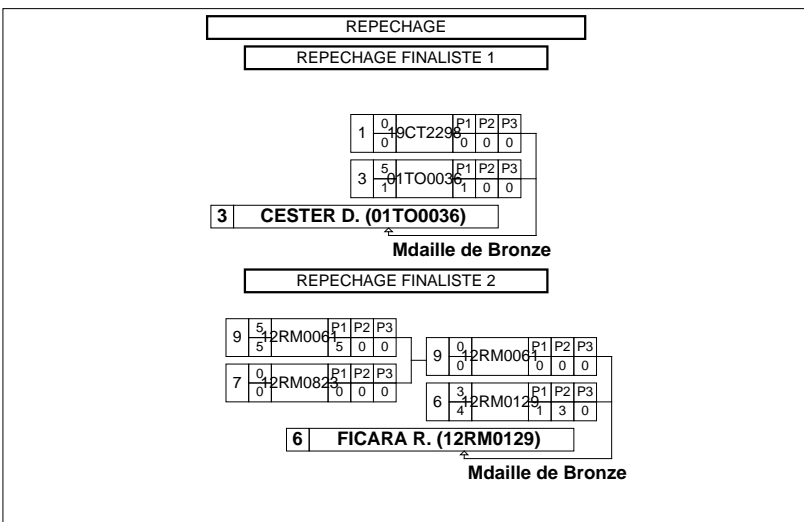 REPECHAGE
REPECHAGE FINALISTE 1
1 0 0 19CT2298 P1 P2 P3
0 0 0
3 5 1 01TO0036 P1 P2 P3
1 0 0
3 CESTER D. (01TO0036)
Mdaille de Bronze
REPECHAGE FINALISTE 2
9 5 5 12RM0061 P1 P2 P3
5 0 0
7 0 0 12RM0823 P1 P2 P3
0 0 0
9 0 0 12RM0061 P1 P2 P3
0 0 0
6 3 4 12RM0129 P1 P2 P3
1 3 0
6 FICARA R. (12RM0129)
Mdaille de Bronze